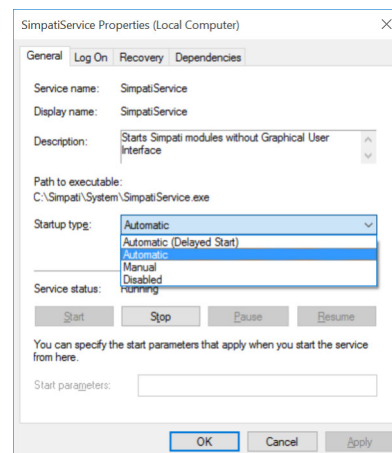 SimpatiService Properties (Local Computer)
General Log On Recovery Dependencies
Service name: SimpatiService
Display name: SimpatiService
Description: Starts Simpati modules without Graphical User
Interface
Path to executable:
C:\Simpati\System\SimpatiService.exe
Startup type: Automatic
Automatic (Delayed Start)
Automatic
Manual
Disabled
Service status: Running
Start Stop Pause Resume
You can specify the start parameters that apply when you start the service
from here.
Start parameters:
OK Cancel Apply